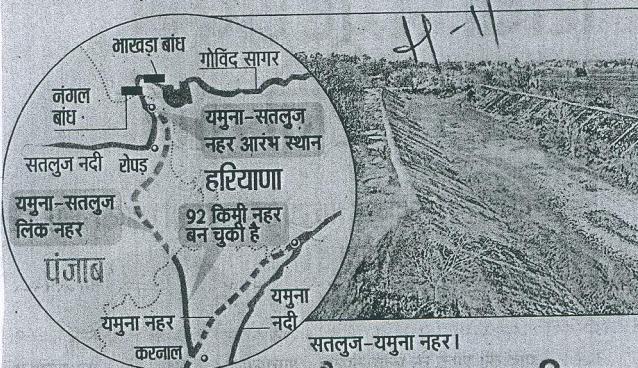 भाखड़ा बांध
गोविंद सागर
नंगल
बांध
यमुना-सतलुज
नहर आरंभ स्थान
सतलुज नदी
रोपड़
हरियाणा
यमुना-सतलुज
लिंक नहर
92 किमी नहर
बन चुकी है
पंजाब
यमुना नहर
यमुना
नदी
करनाल
सतलुज-यमुना नहर।